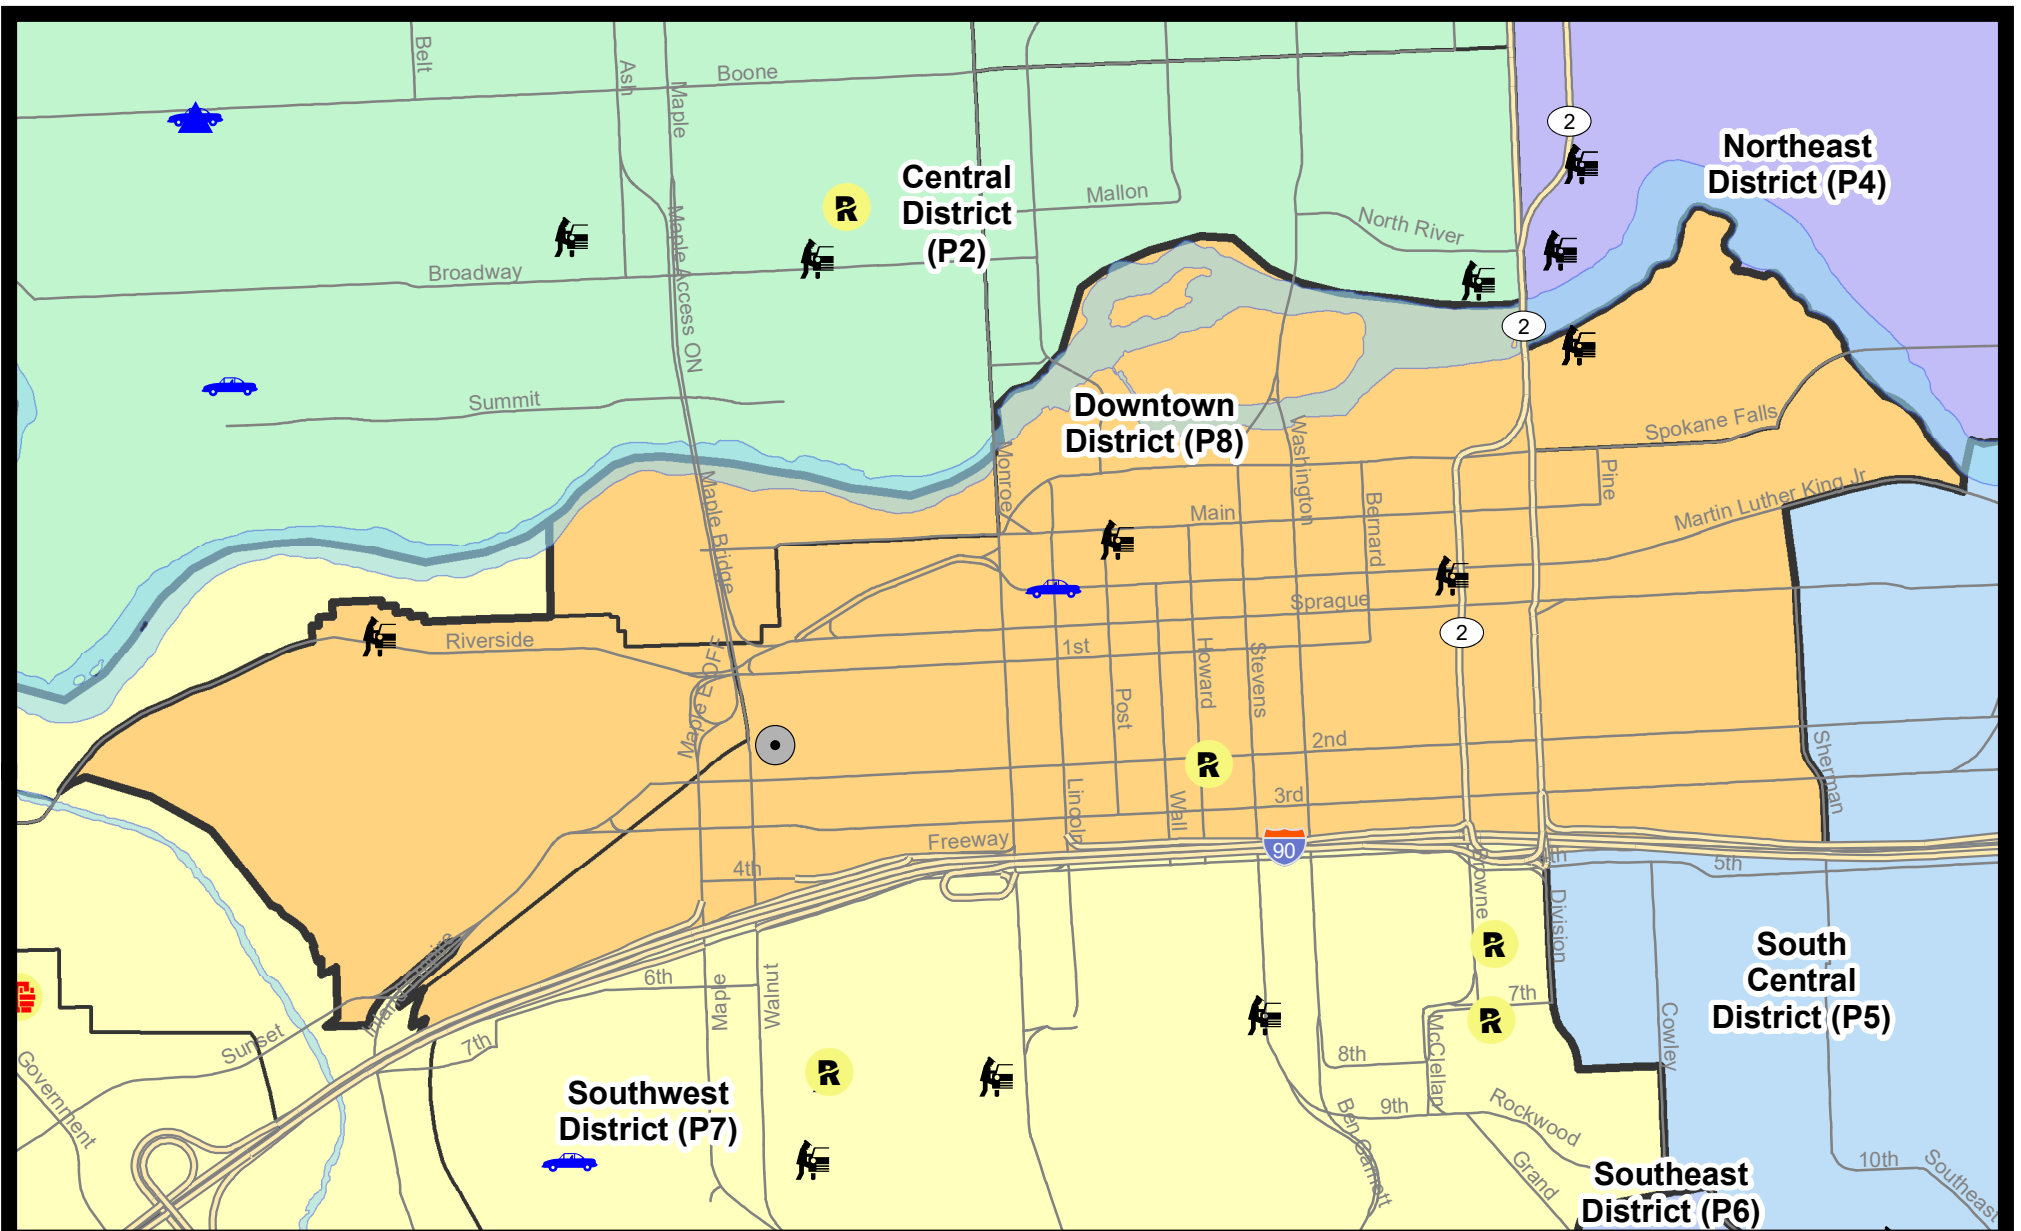 Belt
Ash
Maple
Boone
2
Northeast
District (P4)
Central
District
(P2)
Mallon
North River
R
Broadway
Maple Access ON
2
Summit
Downtown
District (P8)
Spokane Falls
Washington
Monroe
Pine
Maple Bridge
Main
Bernard
Martin Luther King Jr
Sprague
2
Riverside
1st
Howard
Stevens
Post
2nd
R
Sherman
Lincoln
Wall
3rd
Freeway
90
4th
4th
5th
Browne
Division
R
South
Central
District (P5)
6th
Maple
Walnut
7th
R
Cowley
McClellan
Sunset
7th
8th
Government
R
Southwest
District (P7)
9th
Rockwood
Ben Garnett
Grand
10th
Southeast
Southeast
District (P6)